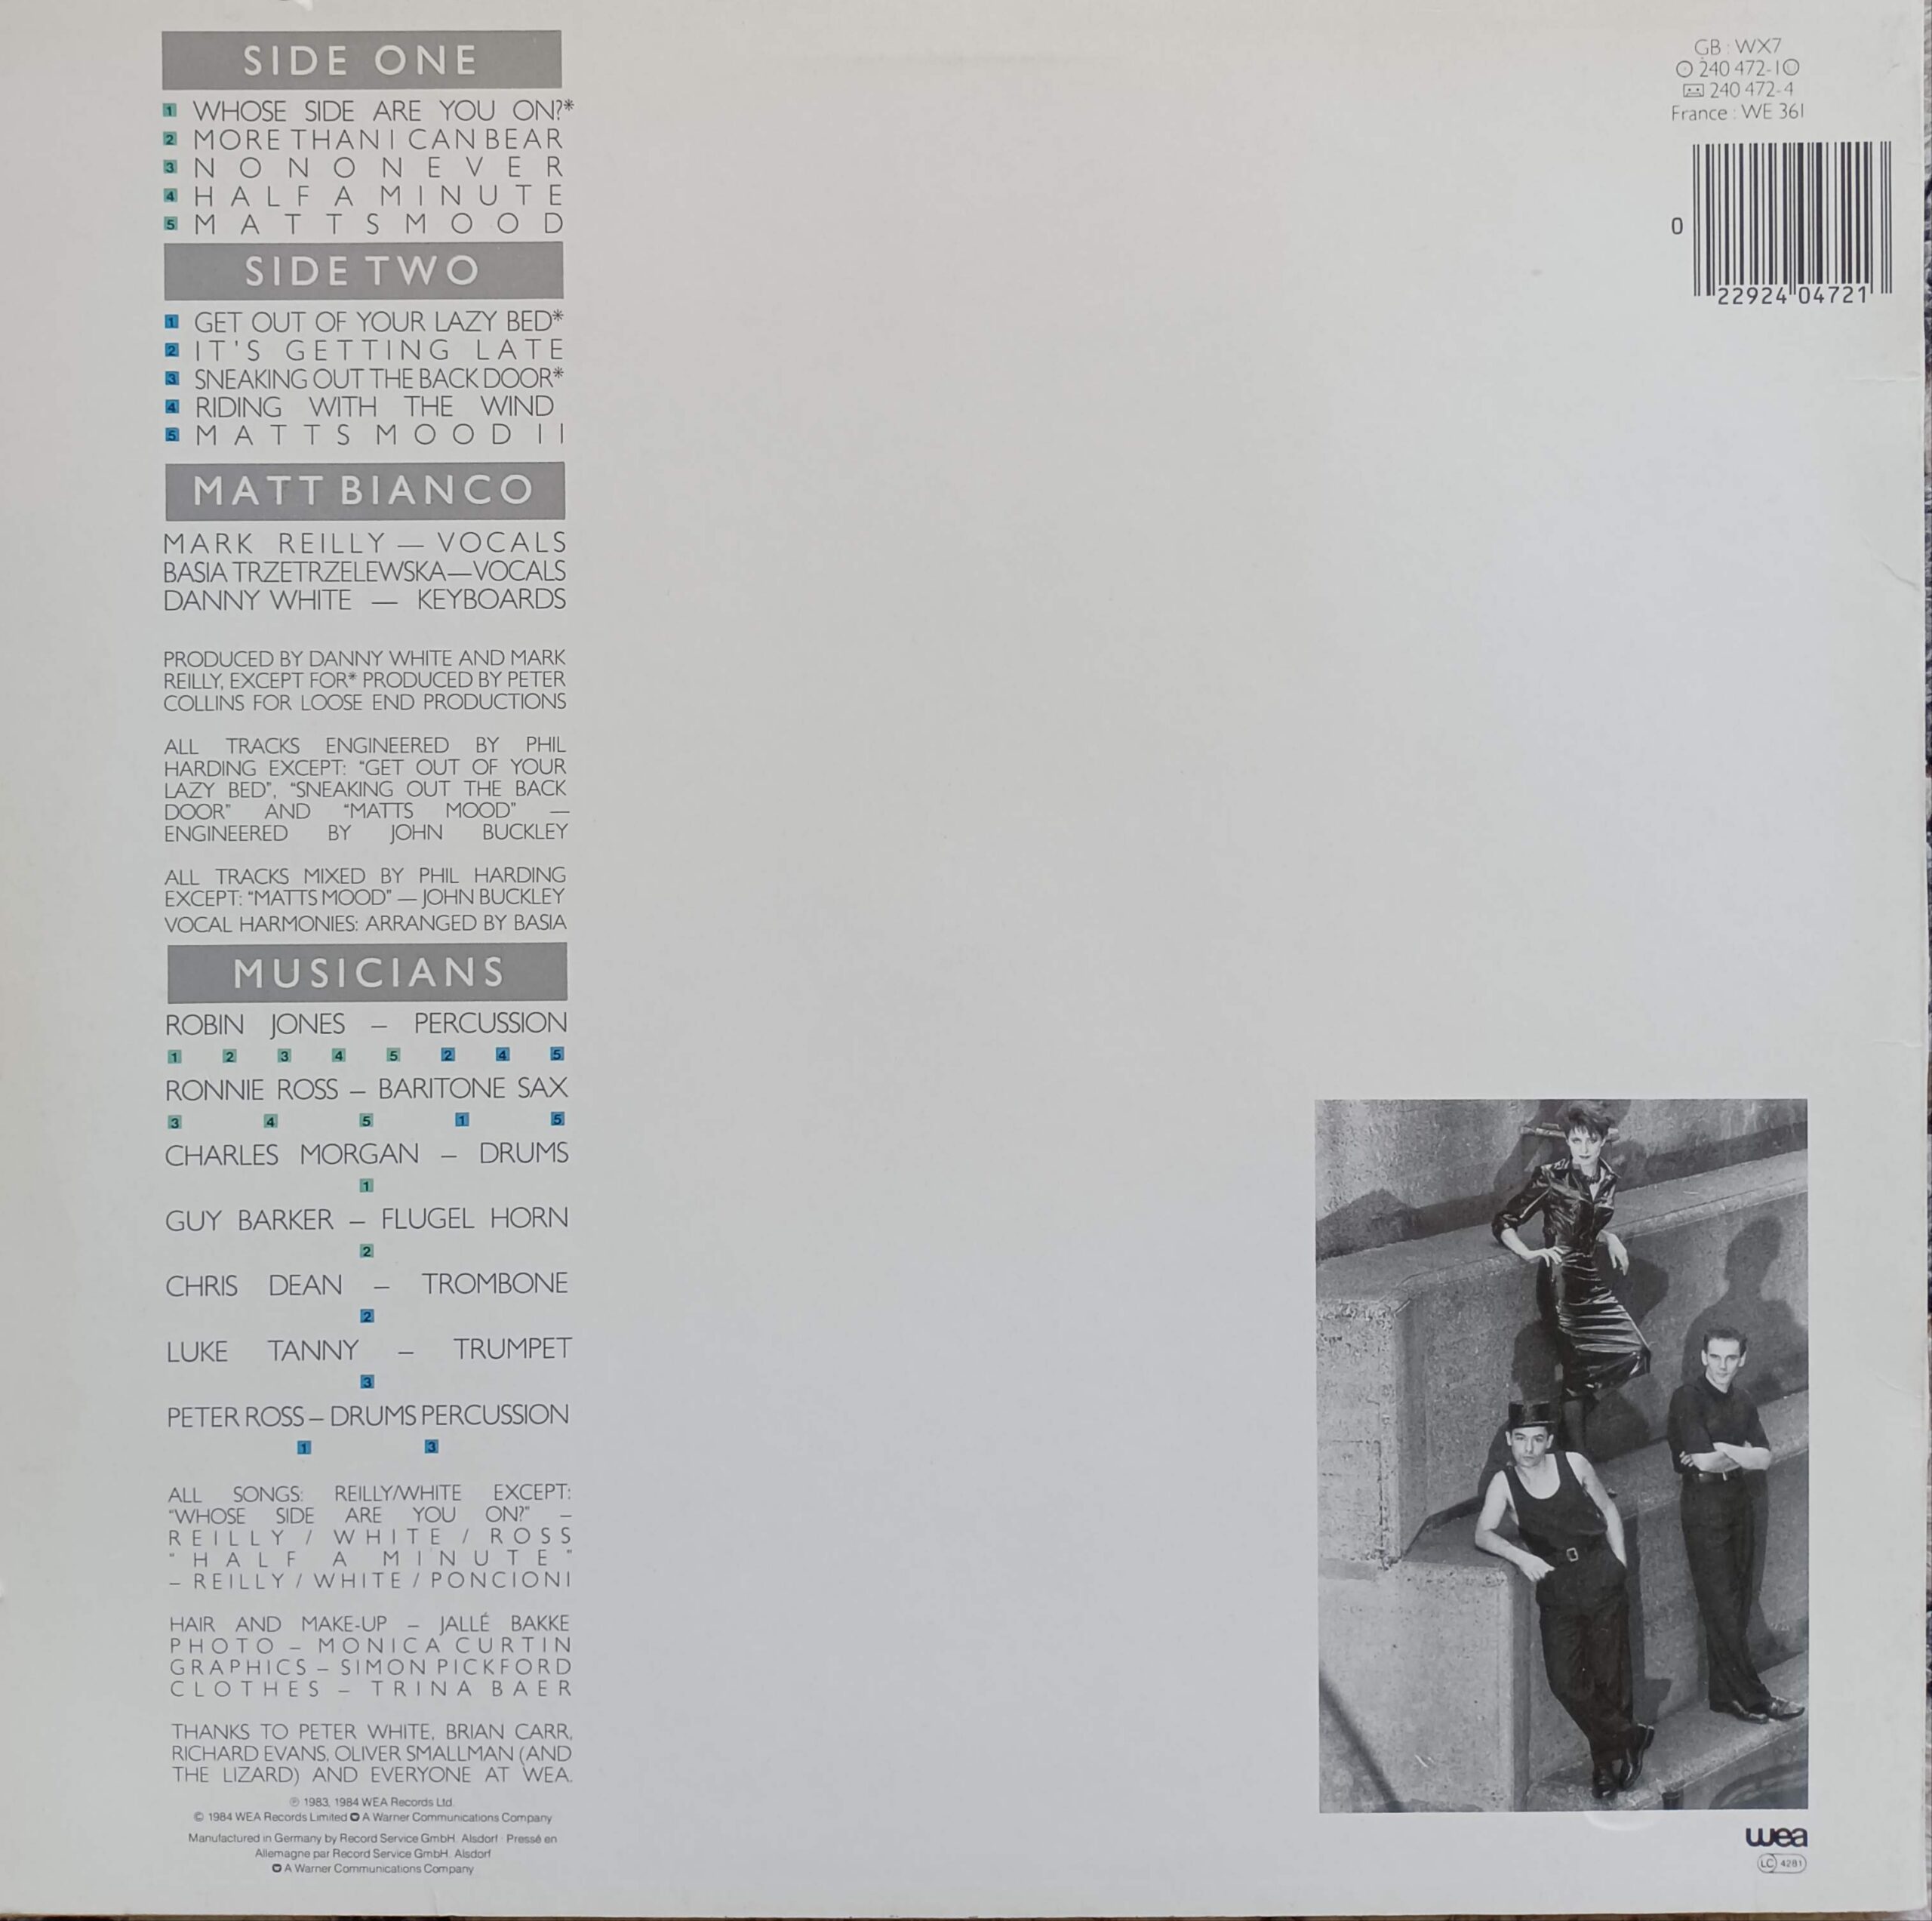 SIDE ONE
1 WHOSE SIDE ARE YOU ON?*
2 MORE THAN I CAN BEAR
3 NO NO NEVER
4 HALF A MINUTE
5 MATTS MOOD
SIDE TWO
1 GET OUT OF YOUR LAZY BED*
2 IT'S GETTING LATE
3 SNEAKING OUT THE BACK DOOR*
4 RIDING WITH THE WIND
5 MATTS MOOD II
MATT BIANCO
MARK REILLY — VOCALS
BASIA TRZETRZELEWSKA—VOCALS
DANNY WHITE — KEYBOARDS
PRODUCED BY DANNY WHITE AND MARK
REILLY, EXCEPT FOR* PRODUCED BY PETER
COLLINS FOR LOOSE END PRODUCTIONS
ALL TRACKS ENGINEERED BY PHIL
HARDING EXCEPT: "GET OUT OF YOUR
LAZY BED", "SNEAKING OUT THE BACK
DOOR" AND "MATTS MOOD" —
ENGINEERED BY JOHN BUCKLEY
ALL TRACKS MIXED BY PHIL HARDING
EXCEPT: "MATTS MOOD" — JOHN BUCKLEY
VOCAL HARMONIES: ARRANGED BY BASIA
MUSICIANS
ROBIN JONES – PERCUSSION
1 2 3 4 5 2 4 5
RONNIE ROSS – BARITONE SAX
3 4 5 1 5
CHARLES MORGAN – DRUMS
1
GUY BARKER – FLUGEL HORN
2
CHRIS DEAN – TROMBONE
2
LUKE TANNY – TRUMPET
3
PETER ROSS – DRUMS PERCUSSION
1 3
ALL SONGS: REILLY/WHITE EXCEPT:
"WHOSE SIDE ARE YOU ON?" –
REILLY / WHITE / ROSS
"HALF A MINUTE"
– REILLY / WHITE / PONCIONI
HAIR AND MAKE-UP – JALLÉ BAKKE
PHOTO – MONICA CURTIN
GRAPHICS – SIMON PICKFORD
CLOTHES – TRINA BAER
THANKS TO PETER WHITE, BRIAN CARR,
RICHARD EVANS, OLIVER SMALLMAN (AND
THE LIZARD) AND EVERYONE AT WEA.
℗ 1983, 1984 WEA Records Ltd.
© 1984 WEA Records Limited A Warner Communications Company
Manufactured in Germany by Record Service GmbH. Alsdorf · Pressé en
Allemagne par Record Service GmbH. Alsdorf
A Warner Communications Company
GB : WX7
240 472-1
240 472-4
France : WE 361
0 22924 04721
wea
LC 4281